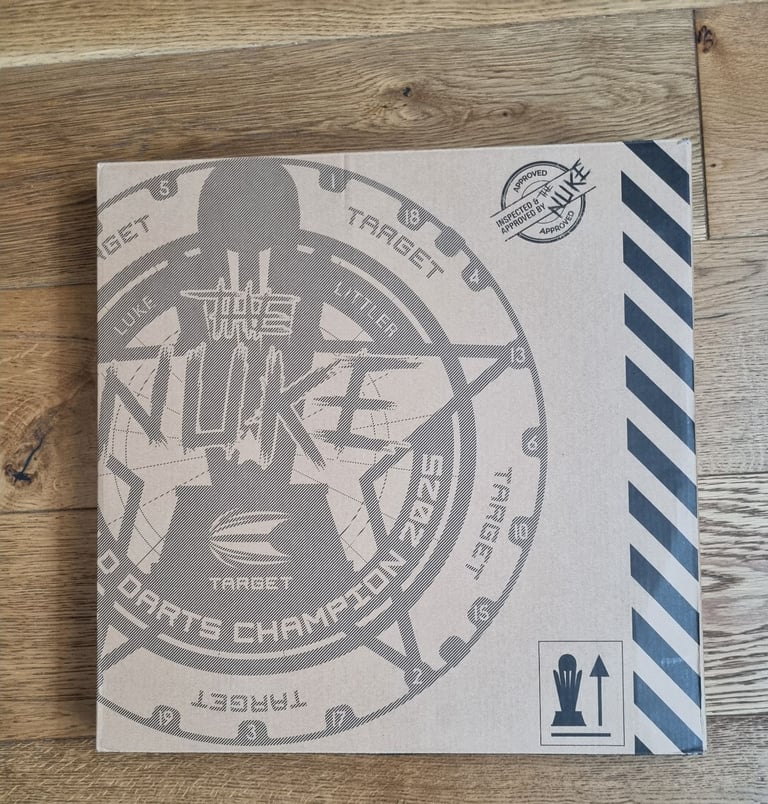 5
1
18
4
13
6
10
15
2
17
3
19
RGET
TARGET
TARGET
TARGET
LUKE
LITTLER
THE
NUKE
TARGET
D DARTS CHAMPION 2025
APPROVED
INSPECTED &
APPROVED BY
THE
NUKE
APPROVED